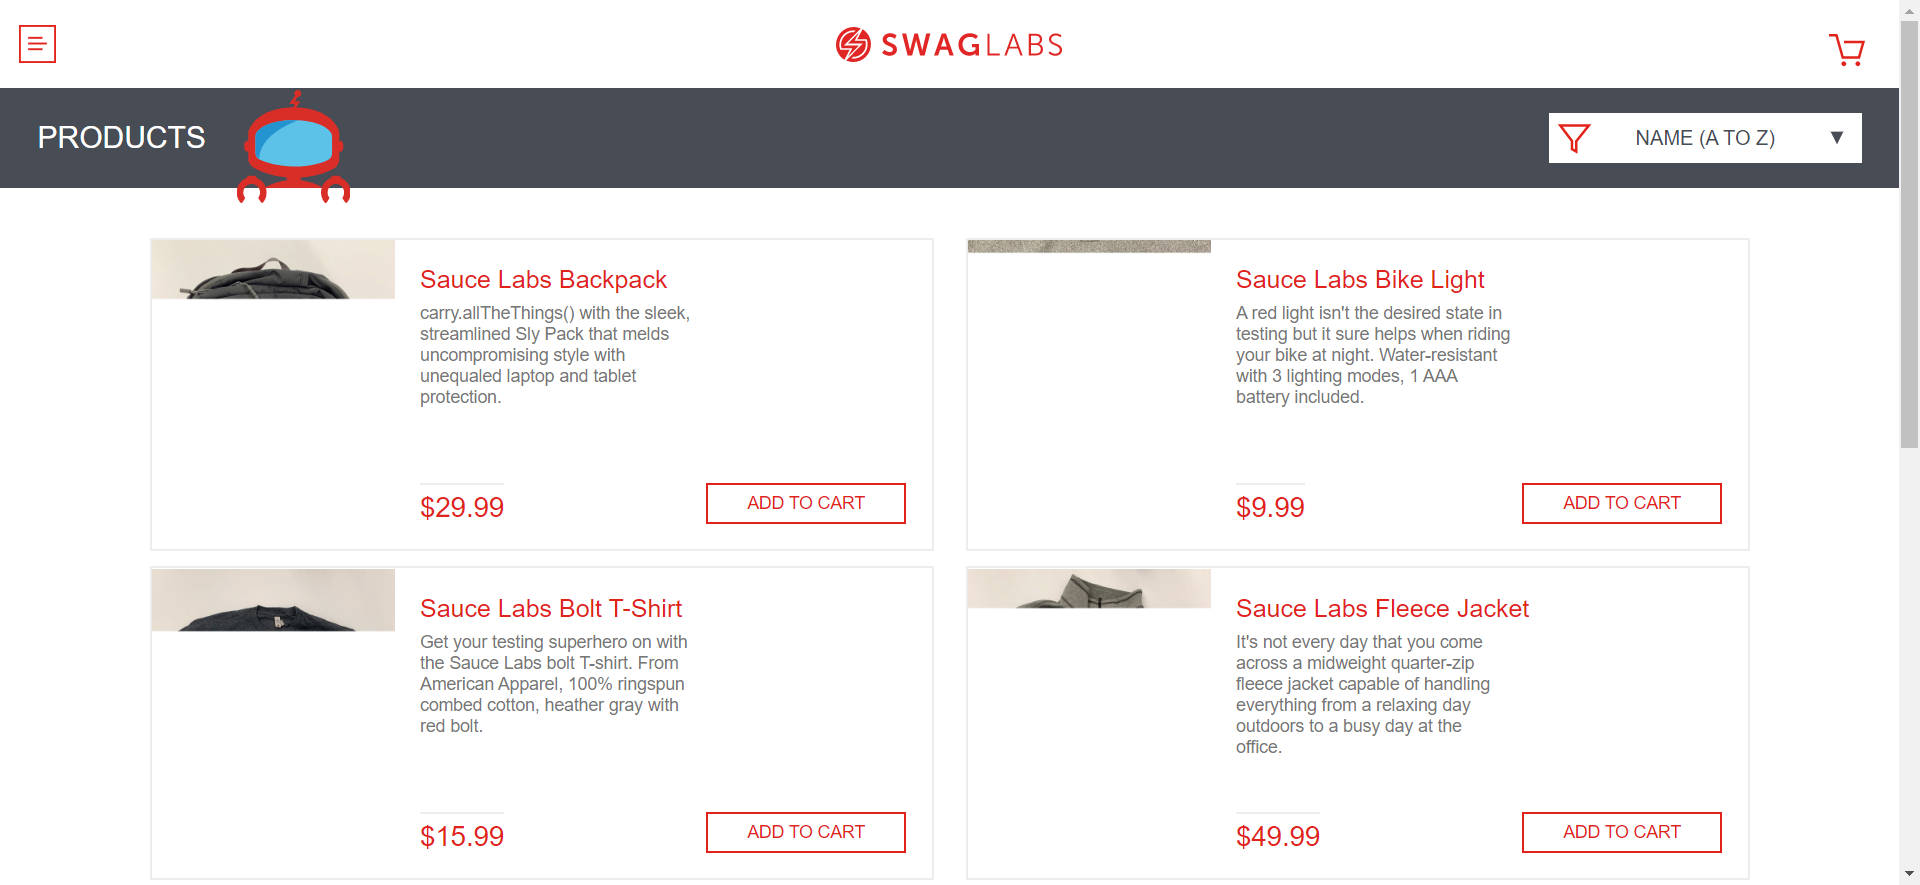 SWAGLABS
PRODUCTS
NAME (A TO Z)
Sauce Labs Backpack
carry.allTheThings() with the sleek,
streamlined Sly Pack that melds
uncompromising style with
unequaled laptop and tablet
protection.
$29.99
ADD TO CART
Sauce Labs Bike Light
A red light isn't the desired state in
testing but it sure helps when riding
your bike at night. Water-resistant
with 3 lighting modes, 1 AAA
battery included.
$9.99
ADD TO CART
Sauce Labs Bolt T-Shirt
Get your testing superhero on with
the Sauce Labs bolt T-shirt. From
American Apparel, 100% ringspun
combed cotton, heather gray with
red bolt.
$15.99
ADD TO CART
Sauce Labs Fleece Jacket
It's not every day that you come
across a midweight quarter-zip
fleece jacket capable of handling
everything from a relaxing day
outdoors to a busy day at the
office.
$49.99
ADD TO CART